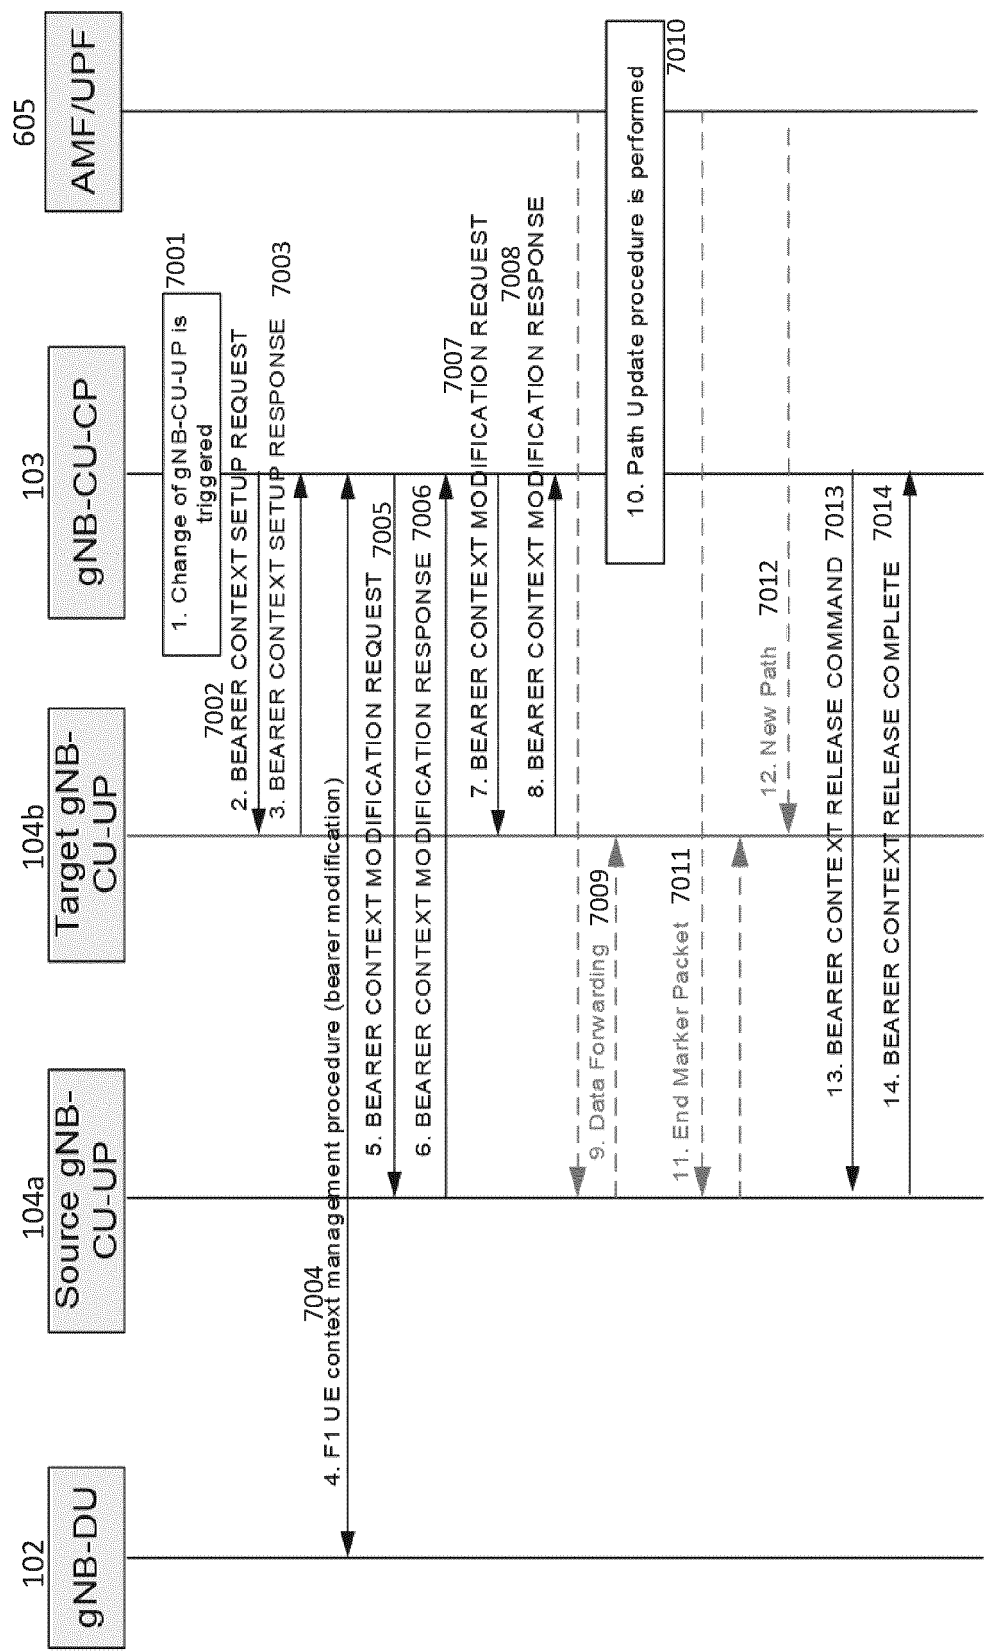 102
gNB-DU
104a
Source gNB-
CU-UP
104b
Target gNB-
CU-UP
103
gNB-CU-CP
605
AMF/UPF
1. Change of gNB-CU-UP is
triggered
7001
7002
2. BEARER CONTEXT SETUP REQUEST
3. BEARER CONTEXT SETUP RESPONSE 7003
7004
4. F1 UE context management procedure (bearer modification)
5. BEARER CONTEXT MODIFICATION REQUEST 7005
6. BEARER CONTEXT MODIFICATION RESPONSE 7006
7007
7. BEARER CONTEXT MODIFICATION REQUEST
7008
8. BEARER CONTEXT MODIFICATION RESPONSE
9. Data Forwarding 7009
10. Path Update procedure is performed
7010
11. End Marker Packet 7011
12. New Path 7012
13. BEARER CONTEXT RELEASE COMMAND 7013
14. BEARER CONTEXT RELEASE COMPLETE 7014